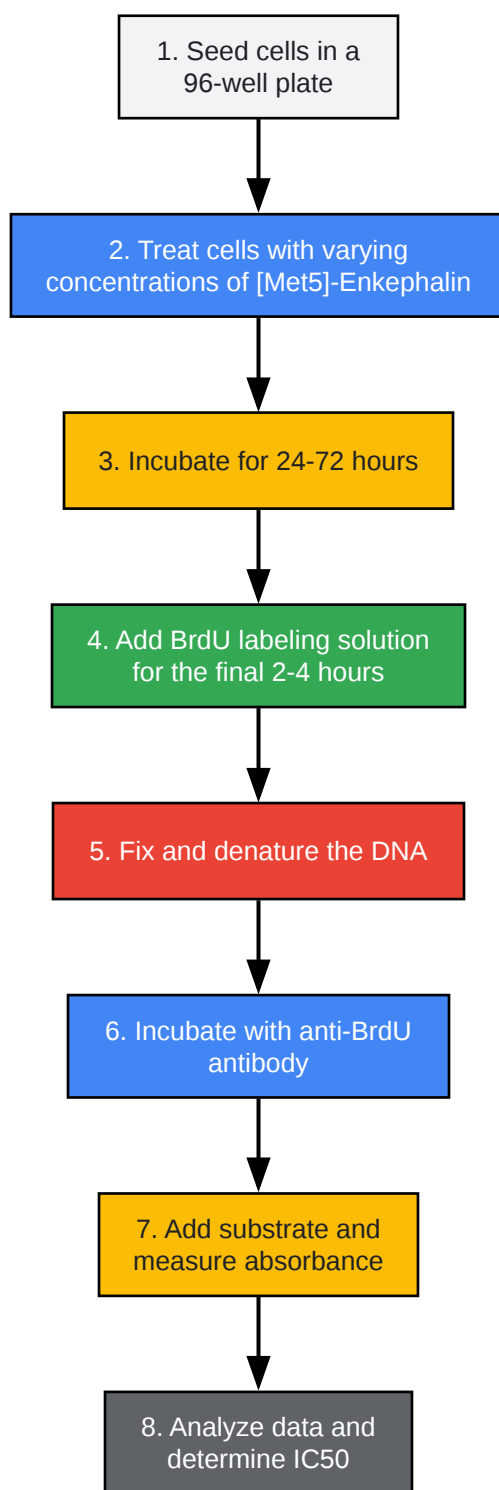 1. Seed cells in a
96-well plate
2. Treat cells with varying
concentrations of [Met5]-Enkephalin
3. Incubate for 24-72 hours
4. Add BrdU labeling solution
for the final 2-4 hours
5. Fix and denature the DNA
6. Incubate with anti-BrdU
antibody
7. Add substrate and
measure absorbance
8. Analyze data and
determine IC50